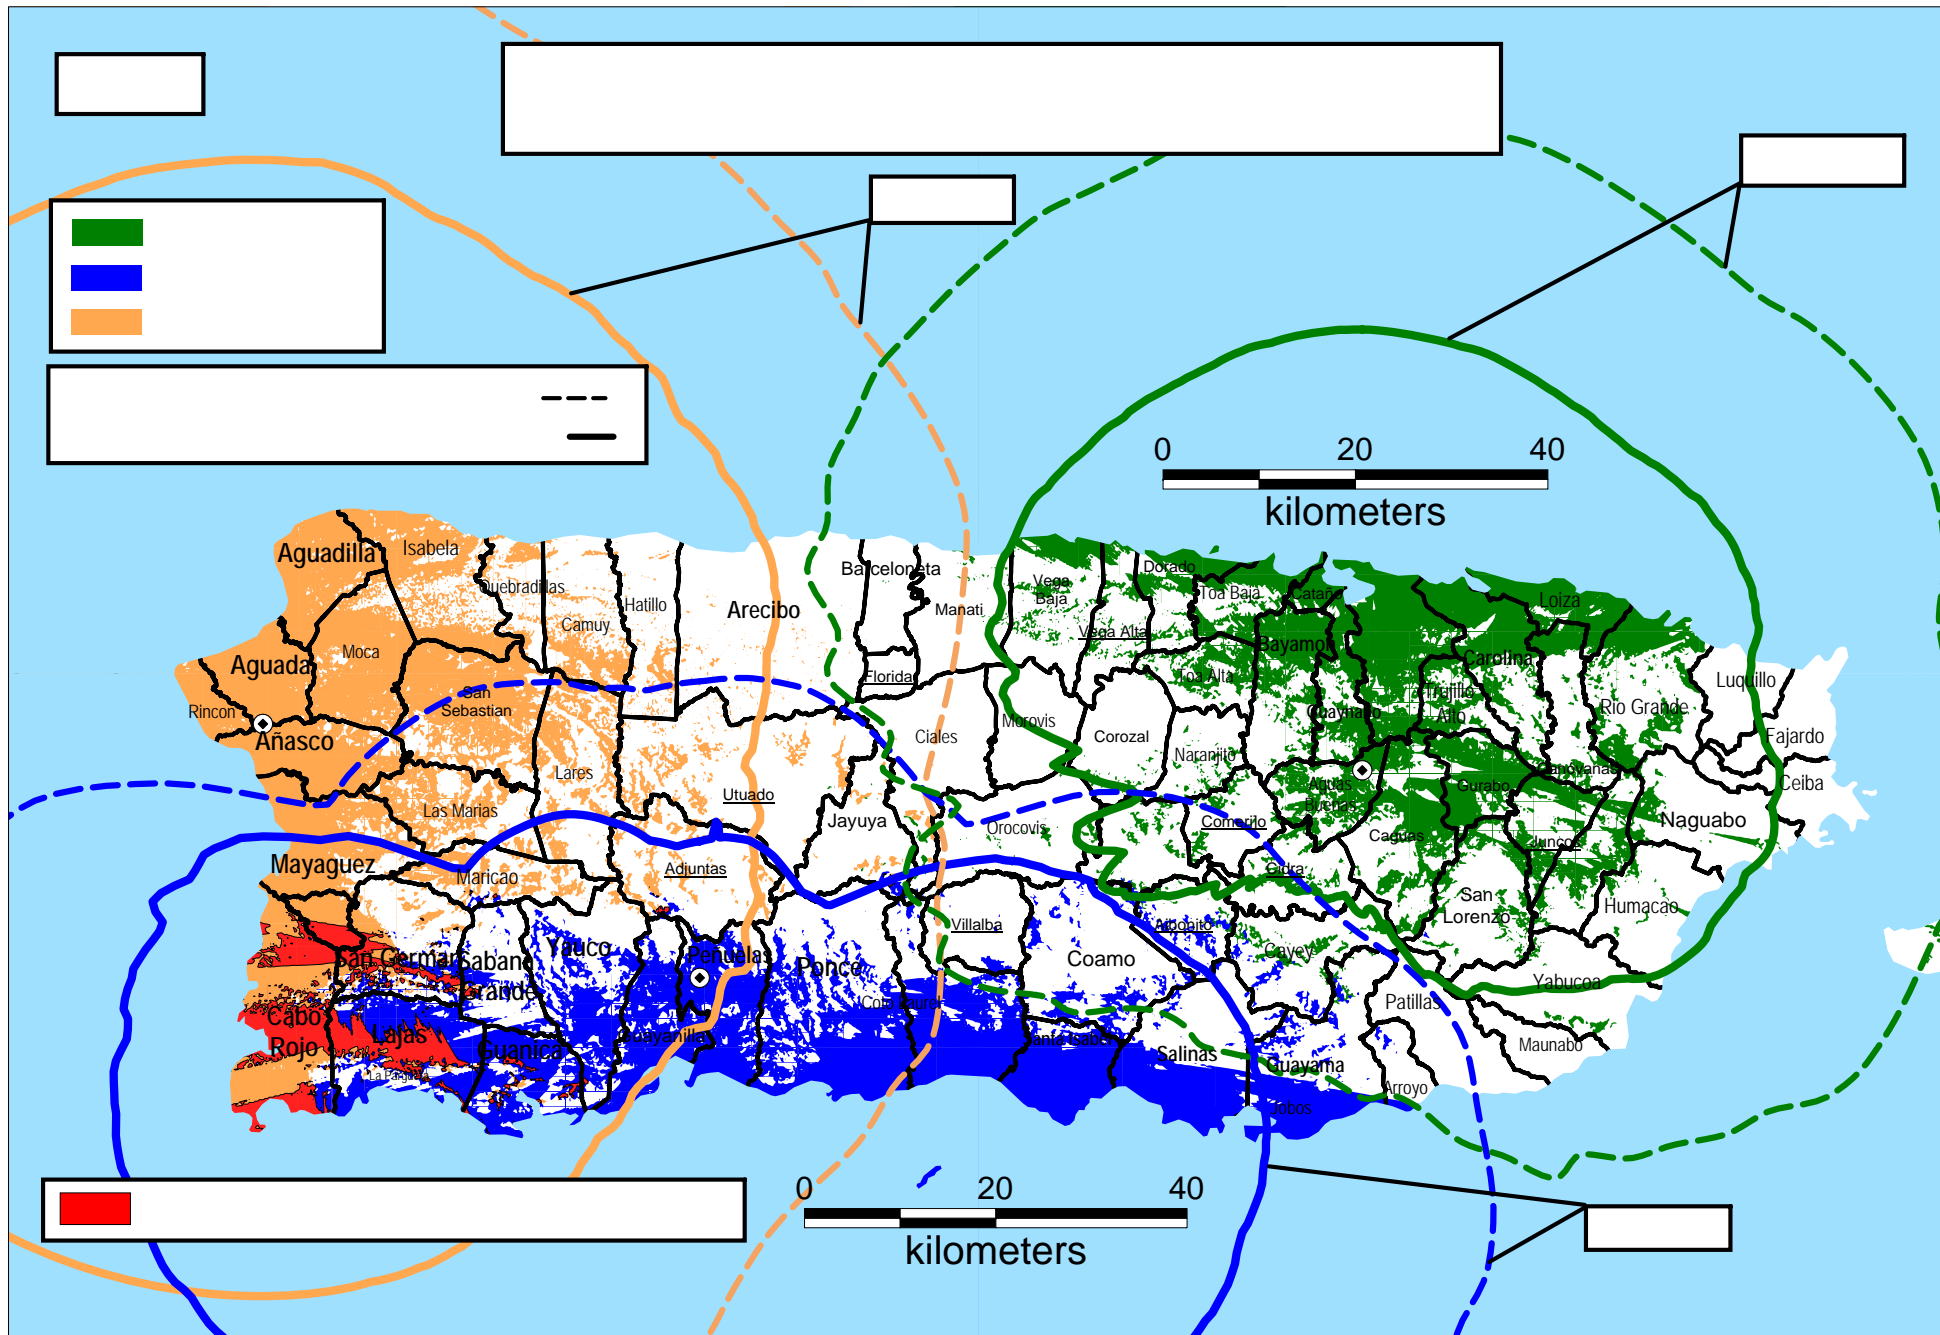 0 20 40
kilometers
Aguadilla
Isabela
Quebradillas
Hatillo
Camuy
Arecibo
Barceloneta
Manati
Vega
Baja
Dorado
Toa Baja
Cataño
Loiza
Vega Alta
Bayamon
Carolina
Moca
Aguada
Florida
Toa Alta
Luquillo
San
Sebastian
Trujillo
Alto
Rio Grande
Rincon
Guaynabo
Morovis
Corozal
Ciales
Naranjito
Fajardo
Añasco
Lares
Utuado
Aguas
Buenas
Gurabo
Canovanas
Ceiba
Las Marias
Jayuya
Orocovis
Comerio
Caguas
Juncos
Naguabo
Mayaguez
Maricao
Adjuntas
Cidra
San
Lorenzo
Humacao
Villalba
Aibonito
Cayey
San German
Sabana
Grande
Yauco
Peñuelas
Ponce
Coamo
Yabucoa
Patillas
Coto Laurel
Cabo
Rojo
Lajas
Guanica
Guayanilla
Santa Isabel
Salinas
Guayama
Maunabo
La Parguera
Arroyo
Jobos
0 20 40
kilometers